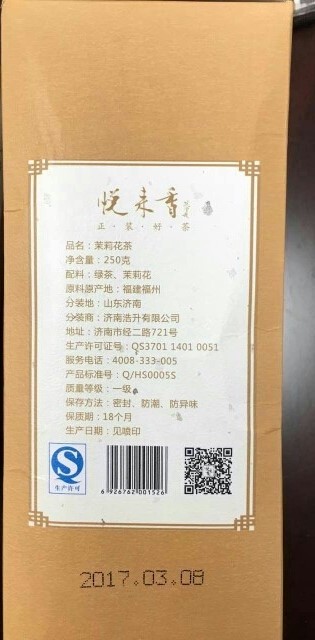 悦来香
正·装·好·茶
品名：茉莉花茶
净含量：250克
配料：绿茶、茉莉花
原料原产地：福建福州
分装地：山东济南
分装商：济南浩升有限公司
地址：济南市经二路721号
生产许可证号：QS3701 1401 0051
服务电话：4008-333-005
产品标准号：Q/HS0005S
质量等级：一级
保存方法：密封、防潮、防异味
保质期：18个月
生产日期：见喷印
生产许可
6 926762 001526
2017.03.08